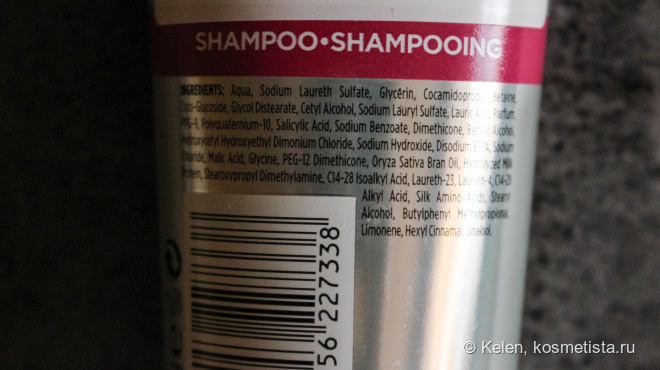 SHAMPOO•SHAMPOOING
INGREDIENTS: Aqua, Sodium Laureth Sulfate, Glycerin, Cocamidopropyl Betaine,
Coco-Glucoside, Glycol Distearate, Cetyl Alcohol, Sodium Lauryl Sulfate, Lauric Acid, Parfum,
PPG-9, Polyquaternium-10, Salicylic Acid, Sodium Benzoate, Dimethicone, Benzyl Alcohol,
Hydroxycetyl Hydroxyethyl Dimonium Chloride, Sodium Hydroxide, Disodium EDTA, Sodium
Chloride, Malic Acid, Glycine, PEG-12 Dimethicone, Oryza Sativa Bran Oil, Hydrolyzed Milk
Protein, Stearoxypropyl Dimethylamine, C14-28 Isoalkyl Acid, Laureth-23, Laureth-4, C14-28
Alkyl Acid, Silk Amino Acids, Stearyl
Alcohol, Butylphenyl Methylpropional,
Limonene, Hexyl Cinnamal, Linalool.
56 227338
© Kelen, kosmetista.ru